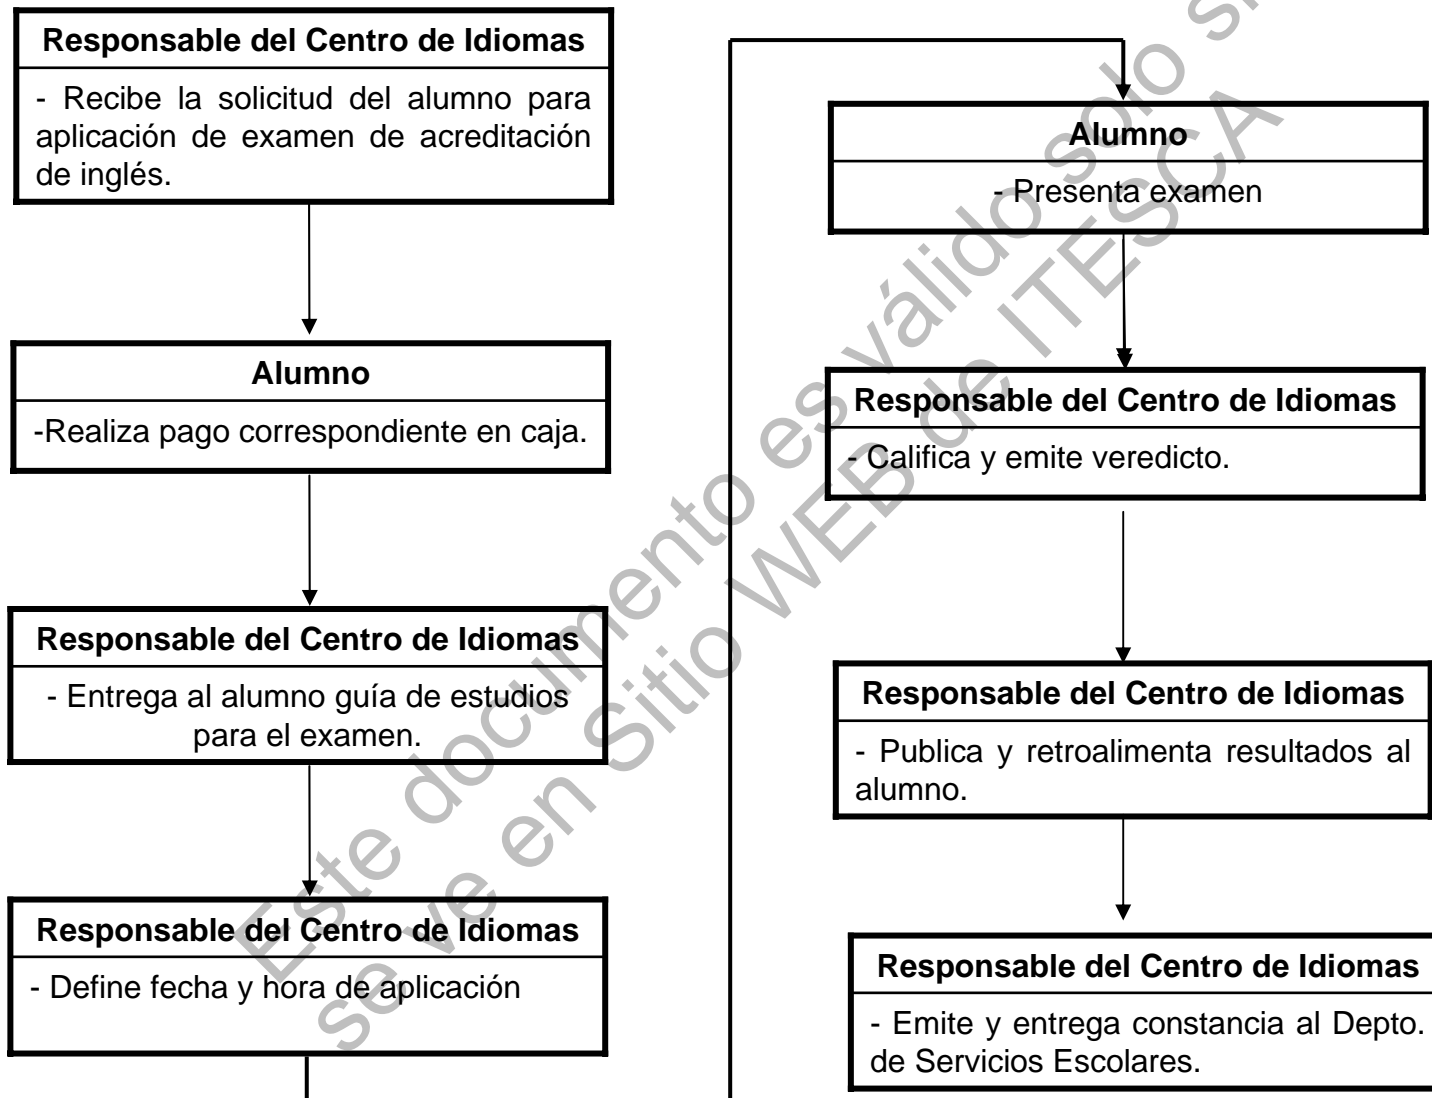 Responsable del Centro de Idiomas
- Recibe la solicitud del alumno para
aplicación de examen de acreditación
de inglés.
Alumno
-Realiza pago correspondiente en caja.
Responsable del Centro de Idiomas
- Entrega al alumno guía de estudios
para el examen.
Responsable del Centro de Idiomas
- Define fecha y hora de aplicación
Alumno
- Presenta examen
Responsable del Centro de Idiomas
- Califica y emite veredicto.
Responsable del Centro de Idiomas
- Publica y retroalimenta resultados al
alumno.
Responsable del Centro de Idiomas
- Emite y entrega constancia al Depto.
de Servicios Escolares.
Este documento es válido solo
se ve en Sitio WEB de ITESCA